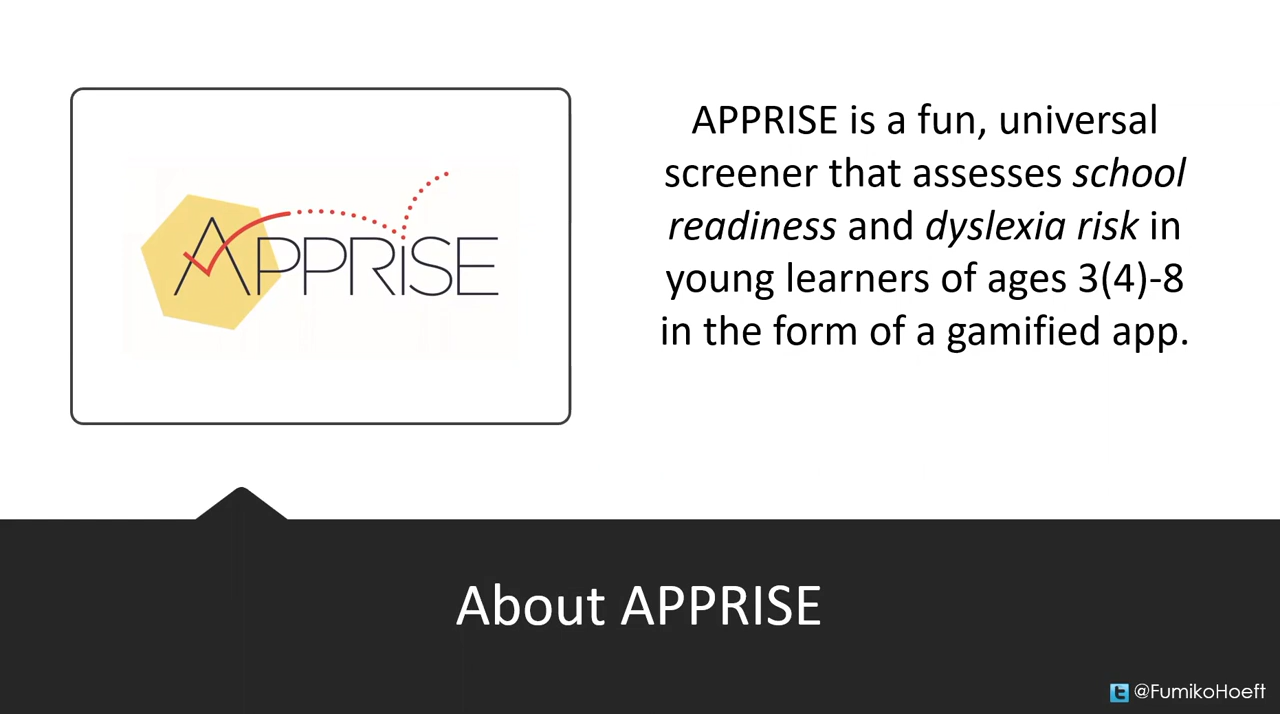 APPRISE
APPRISE is a fun, universal
screener that assesses school
readiness and dyslexia risk in
young learners of ages 3(4)-8
in the form of a gamified app.
About APPRISE
@FumikoHoeft